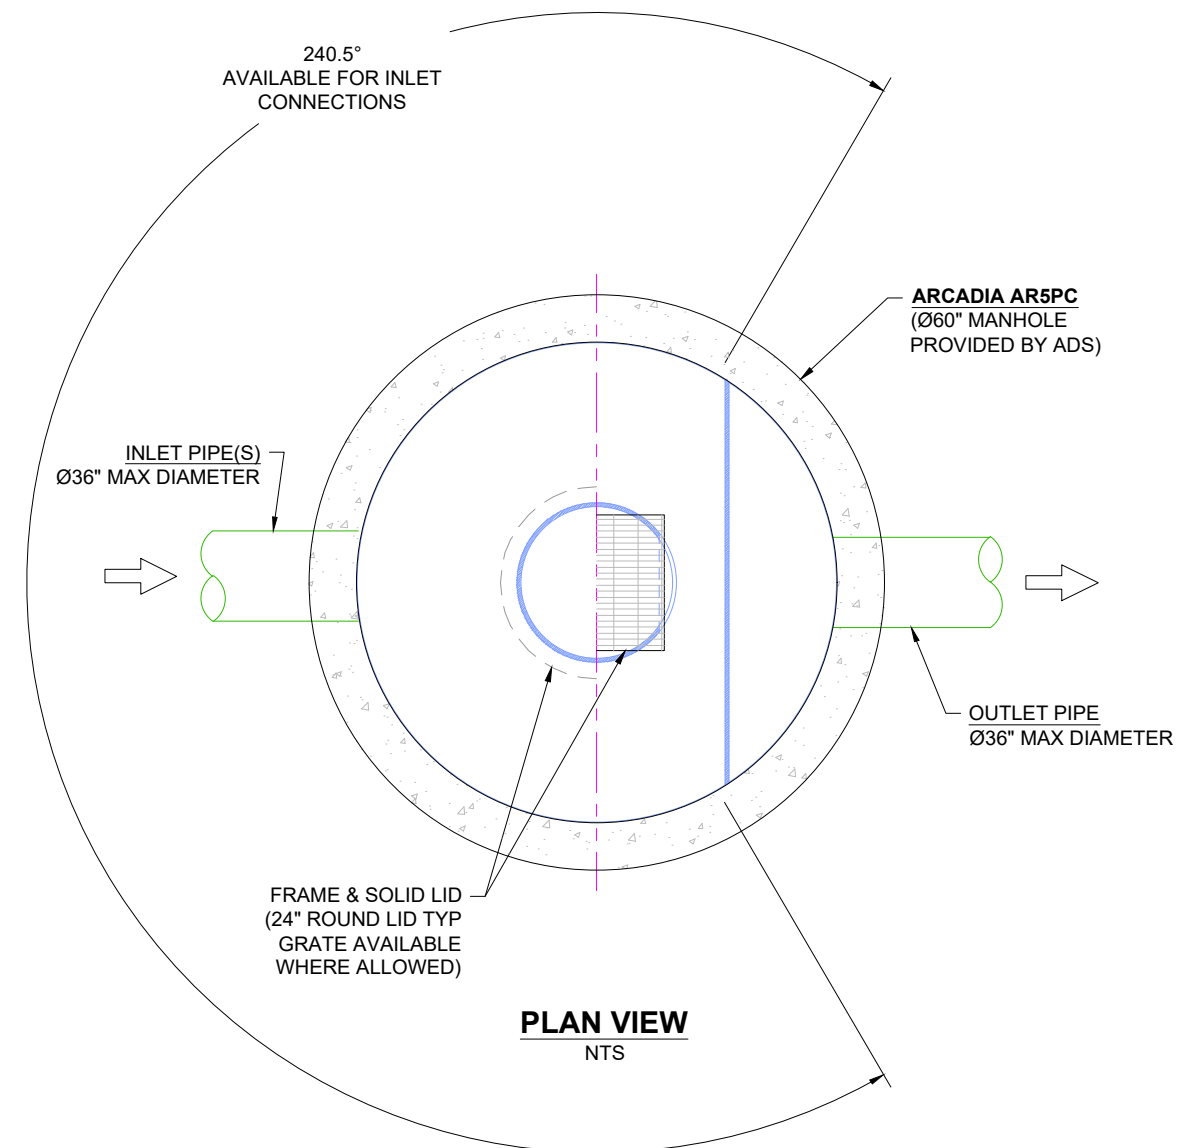 240.5°
AVAILABLE FOR INLET
CONNECTIONS
ARCADIA AR5PC
(Ø60" MANHOLE
PROVIDED BY ADS)
INLET PIPE(S)
Ø36" MAX DIAMETER
OUTLET PIPE
Ø36" MAX DIAMETER
FRAME & SOLID LID
(24" ROUND LID TYP
GRATE AVAILABLE
WHERE ALLOWED)
PLAN VIEW
NTS